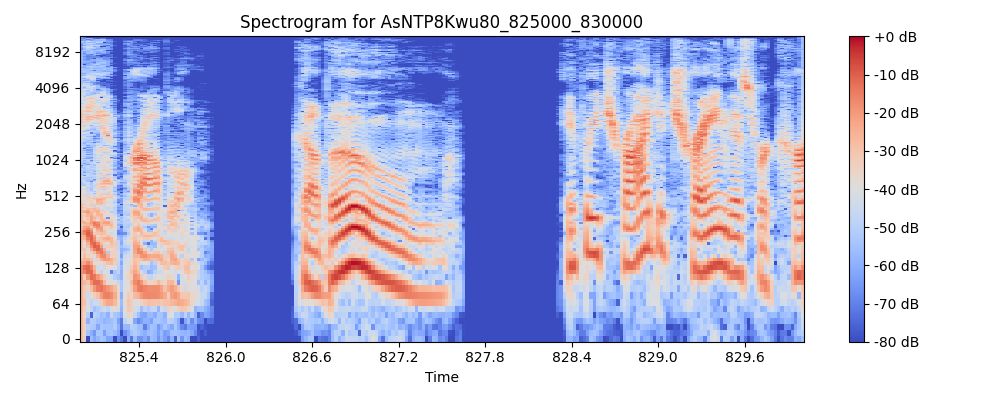 Spectrogram for AsNTP8Kwu80_825000_830000
8192
4096
2048
1024
512
256
128
64
0
Hz
825.4
826.0
826.6
827.2
827.8
828.4
829.0
829.6
Time
+0 dB
-10 dB
-20 dB
-30 dB
-40 dB
-50 dB
-60 dB
-70 dB
-80 dB